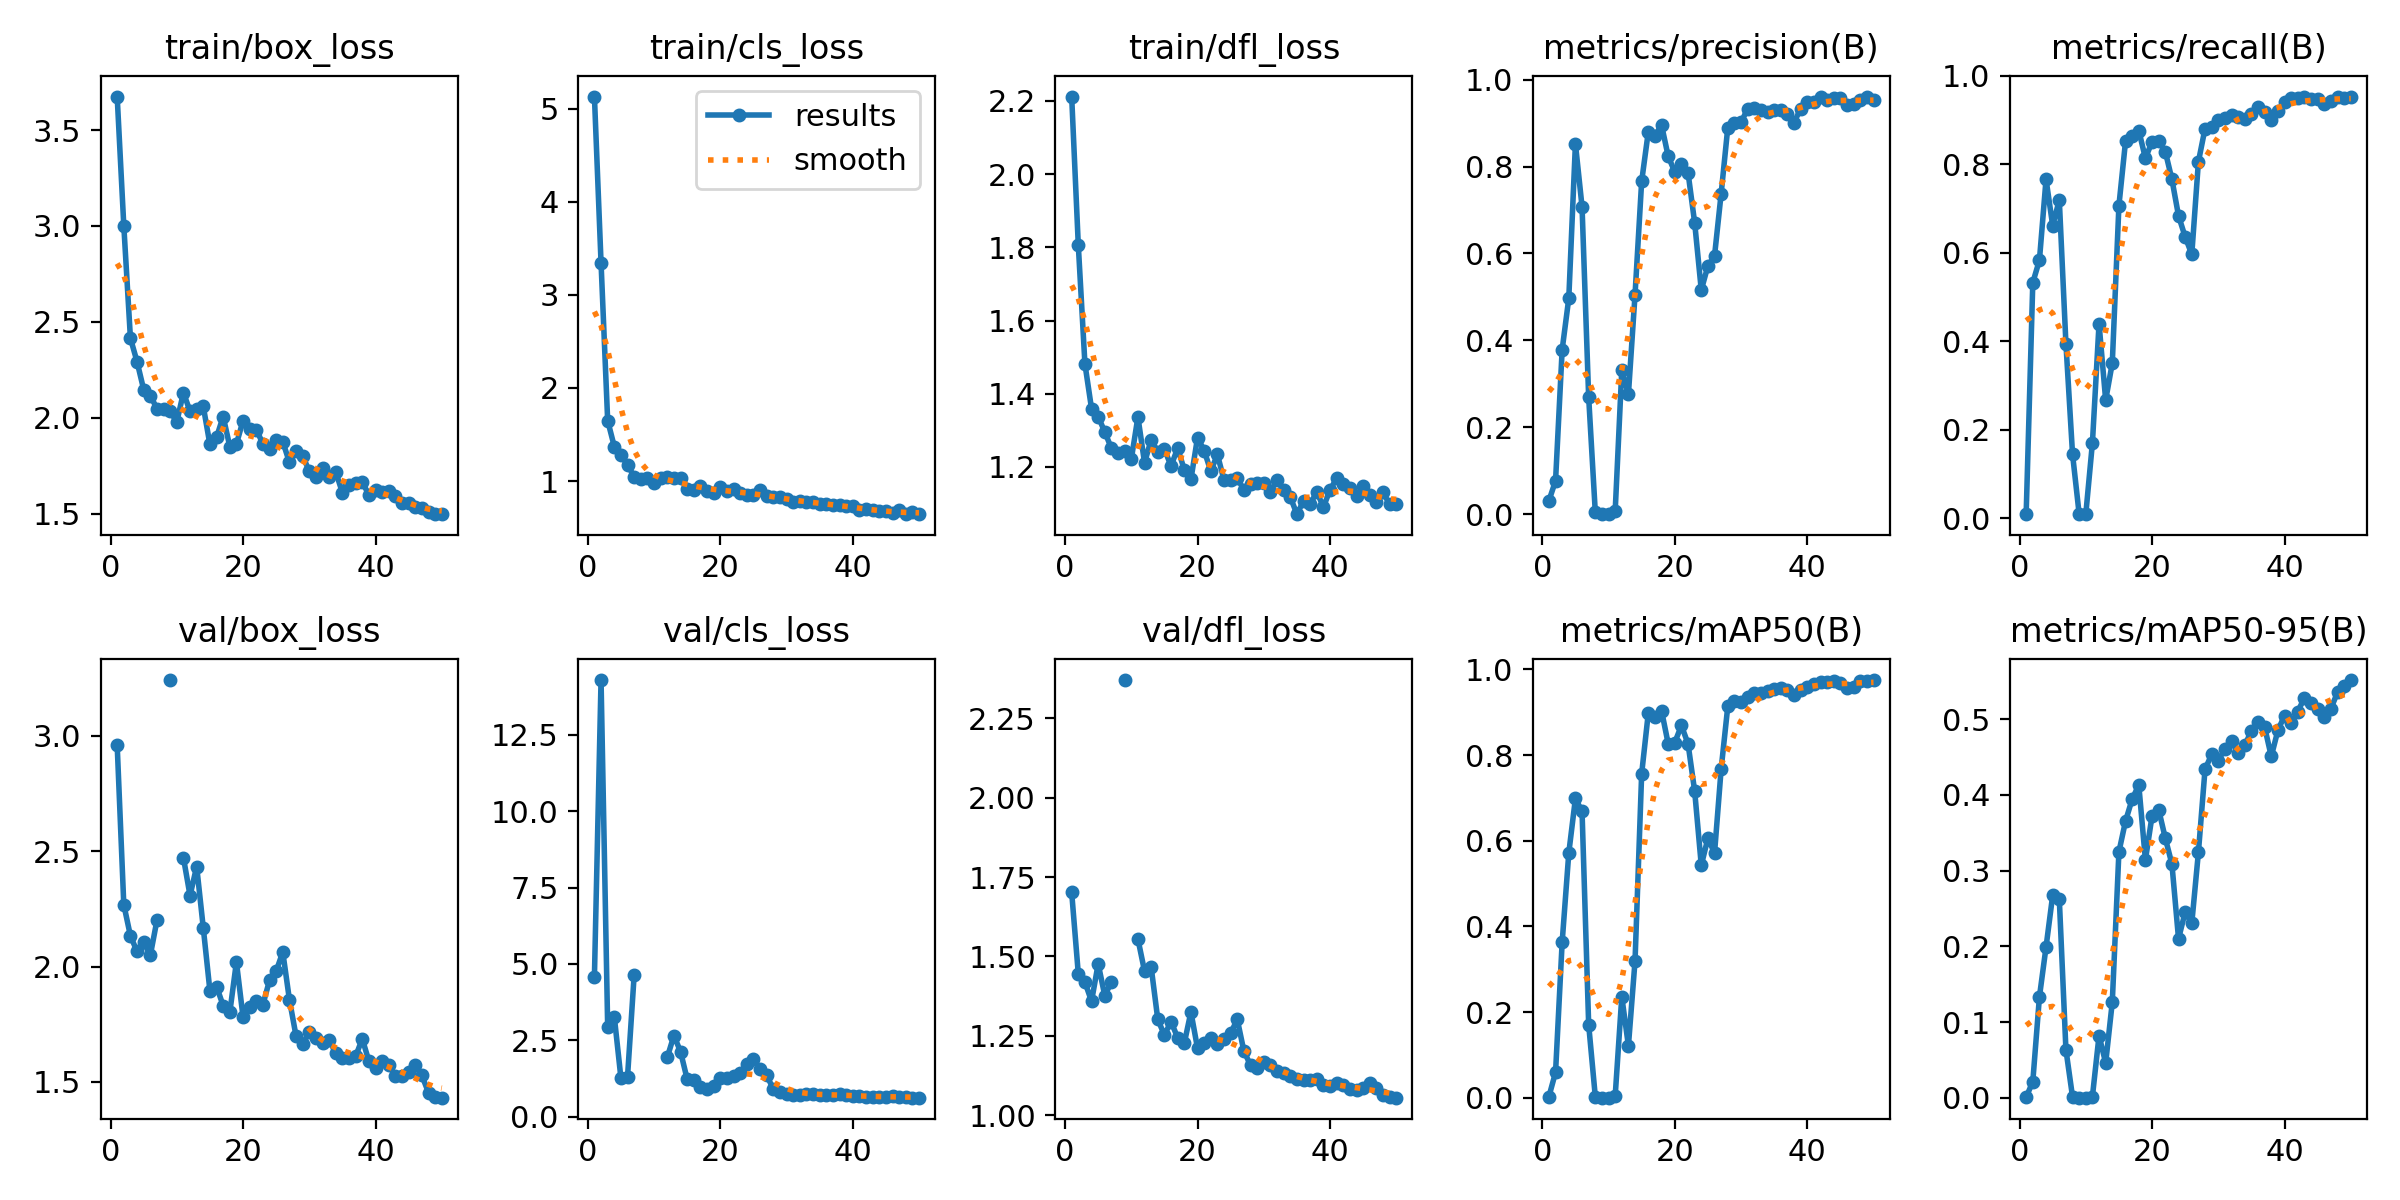 train/box_loss
3.5
3.0
2.5
2.0
1.5
0 20 40
train/cls_loss
results
smooth
5
4
3
2
1
0 20 40
train/dfl_loss
2.2
2.0
1.8
1.6
1.4
1.2
0 20 40
metrics/precision(B)
1.0
0.8
0.6
0.4
0.2
0.0
0 20 40
metrics/recall(B)
1.0
0.8
0.6
0.4
0.2
0.0
0 20 40
val/box_loss
3.0
2.5
2.0
1.5
0 20 40
val/cls_loss
12.5
10.0
7.5
5.0
2.5
0.0
0 20 40
val/dfl_loss
2.25
2.00
1.75
1.50
1.25
1.00
0 20 40
metrics/mAP50(B)
1.0
0.8
0.6
0.4
0.2
0.0
0 20 40
metrics/mAP50-95(B)
0.5
0.4
0.3
0.2
0.1
0.0
0 20 40